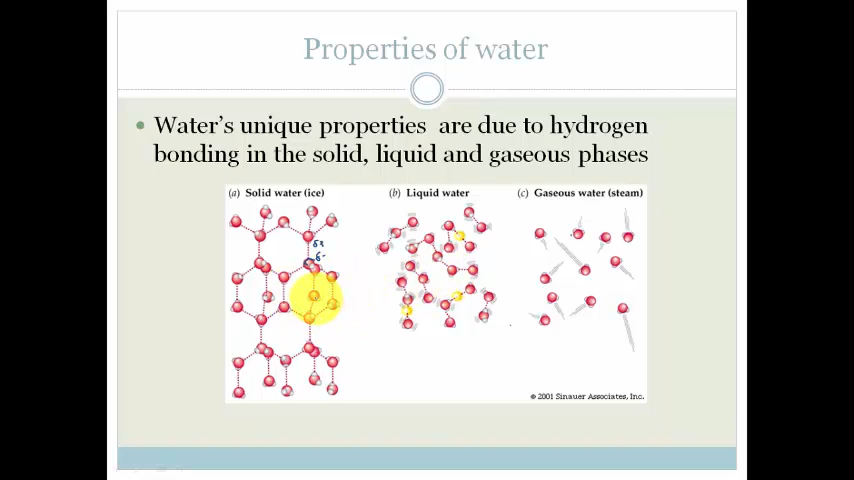 Properties of water
Water's unique properties are due to hydrogen
bonding in the solid, liquid and gaseous phases
(a) Solid water (ice)
(b) Liquid water
(c) Gaseous water (steam)
δ-
© 2001 Sinauer Associates, Inc.